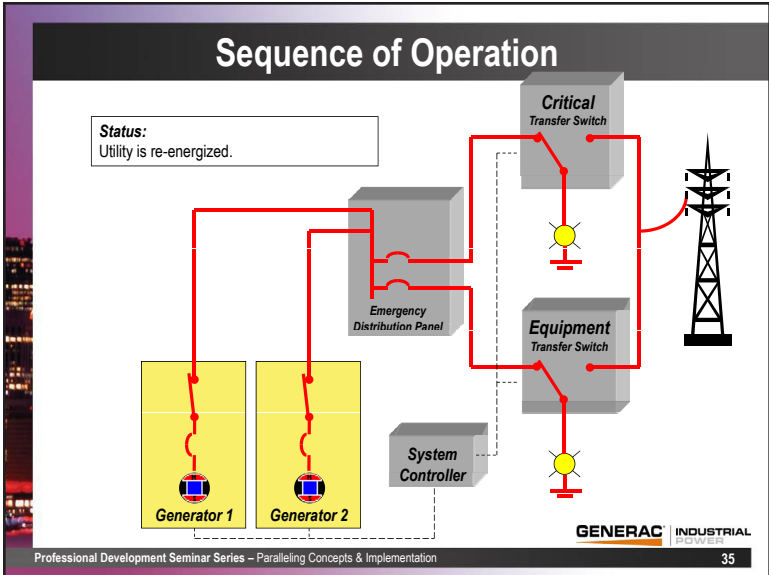 Sequence of Operation
Status:
Utility is re-energized.
Critical
Transfer Switch
Emergency
Distribution Panel
Equipment
Transfer Switch
System
Controller
Generator 1
Generator 2
GENERAC INDUSTRIAL
POWER
Professional Development Seminar Series – Paralleling Concepts & Implementation
35